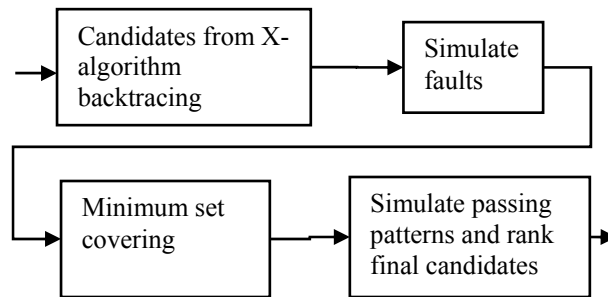 Candidates from X-
algorithm
backtracing
Simulate
faults
Minimum set
covering
Simulate passing
patterns and rank
final candidates